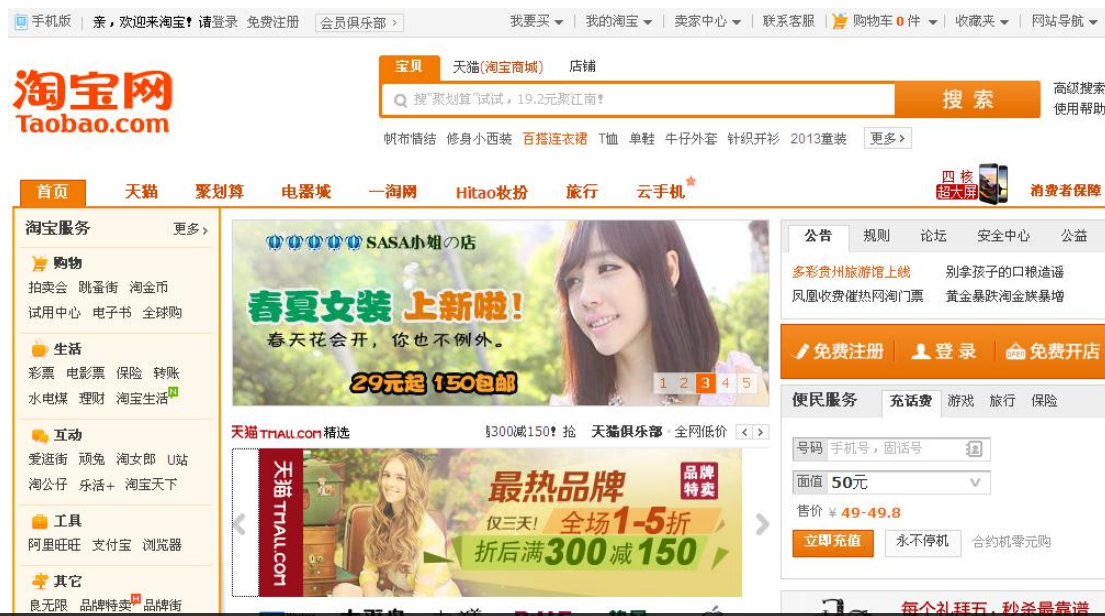 手机版 亲，欢迎来淘宝！请登录 免费注册 会员俱乐部 我要买 我的淘宝 卖家中心 联系客服 购物车0件 收藏夹 网站导航
淘宝网
Taobao.com
宝贝 天猫(淘宝商城) 店铺
搜"聚划算"试试，19.2元聚江南！ 搜索
高级搜索
使用帮助
帆布情结 修身小西装 百搭连衣裙 T恤 单鞋 牛仔外套 针织开衫 2013童装 更多
四核
超大屏
首页 天猫 聚划算 电器城 一淘网 Hitao妆扮 旅行 云手机 消费者保障
淘宝服务 更多
购物
拍卖会 跳蚤街 淘金币
试用中心 电子书 全球购
生活
彩票 电影票 保险 转账
水电煤 理财 淘宝生活
互动
爱逛街 顽兔 淘女郎 U站
淘公仔 乐活+ 淘宝天下
工具
阿里旺旺 支付宝 浏览器
其它
良无限 品牌特卖 品牌街
SASA小姐の店
春夏女装 上新啦！
春天花会开，你也不例外。
29元起 150包邮
1 2 3 4 5
天猫 TMALL.COM 精选 300减150！抢 天猫俱乐部 · 全网低价
天猫TMALL.COM
最热品牌
品牌
特卖
仅三天！ 全场1-5折
折后满300减150
公告 规则 论坛 安全中心 公益
多彩贵州旅游馆上线 别拿孩子的口粮造谣
凤凰收费催热网淘门票 黄金暴跌淘金族暴增
免费注册 登录 免费开店
OPEN
便民服务 充话费 游戏 旅行 保险
号码 手机号，固话号
面值 50元
售价 ¥ 49-49.8
立即充值 永不停机 合约机零元购
每个礼拜五，秒杀最靠谱